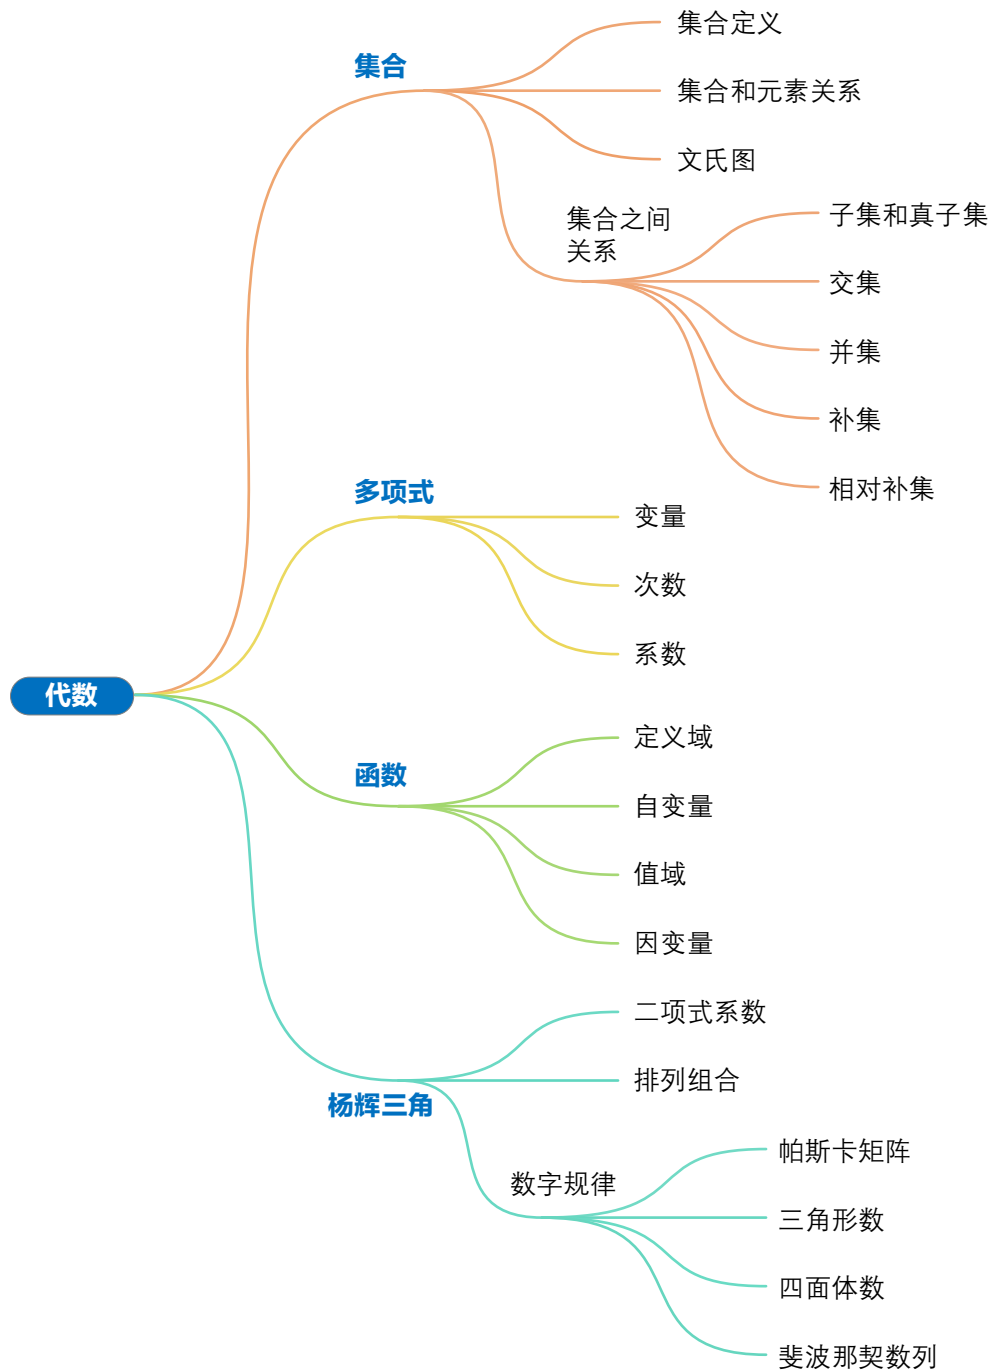 集合定义
集合
集合和元素关系
文氏图
集合之间
关系
子集和真子集
交集
并集
补集
相对补集
多项式
变量
次数
系数
代数
函数
定义域
自变量
值域
因变量
二项式系数
排列组合
杨辉三角
数字规律
帕斯卡矩阵
三角形数
四面体数
斐波那契数列